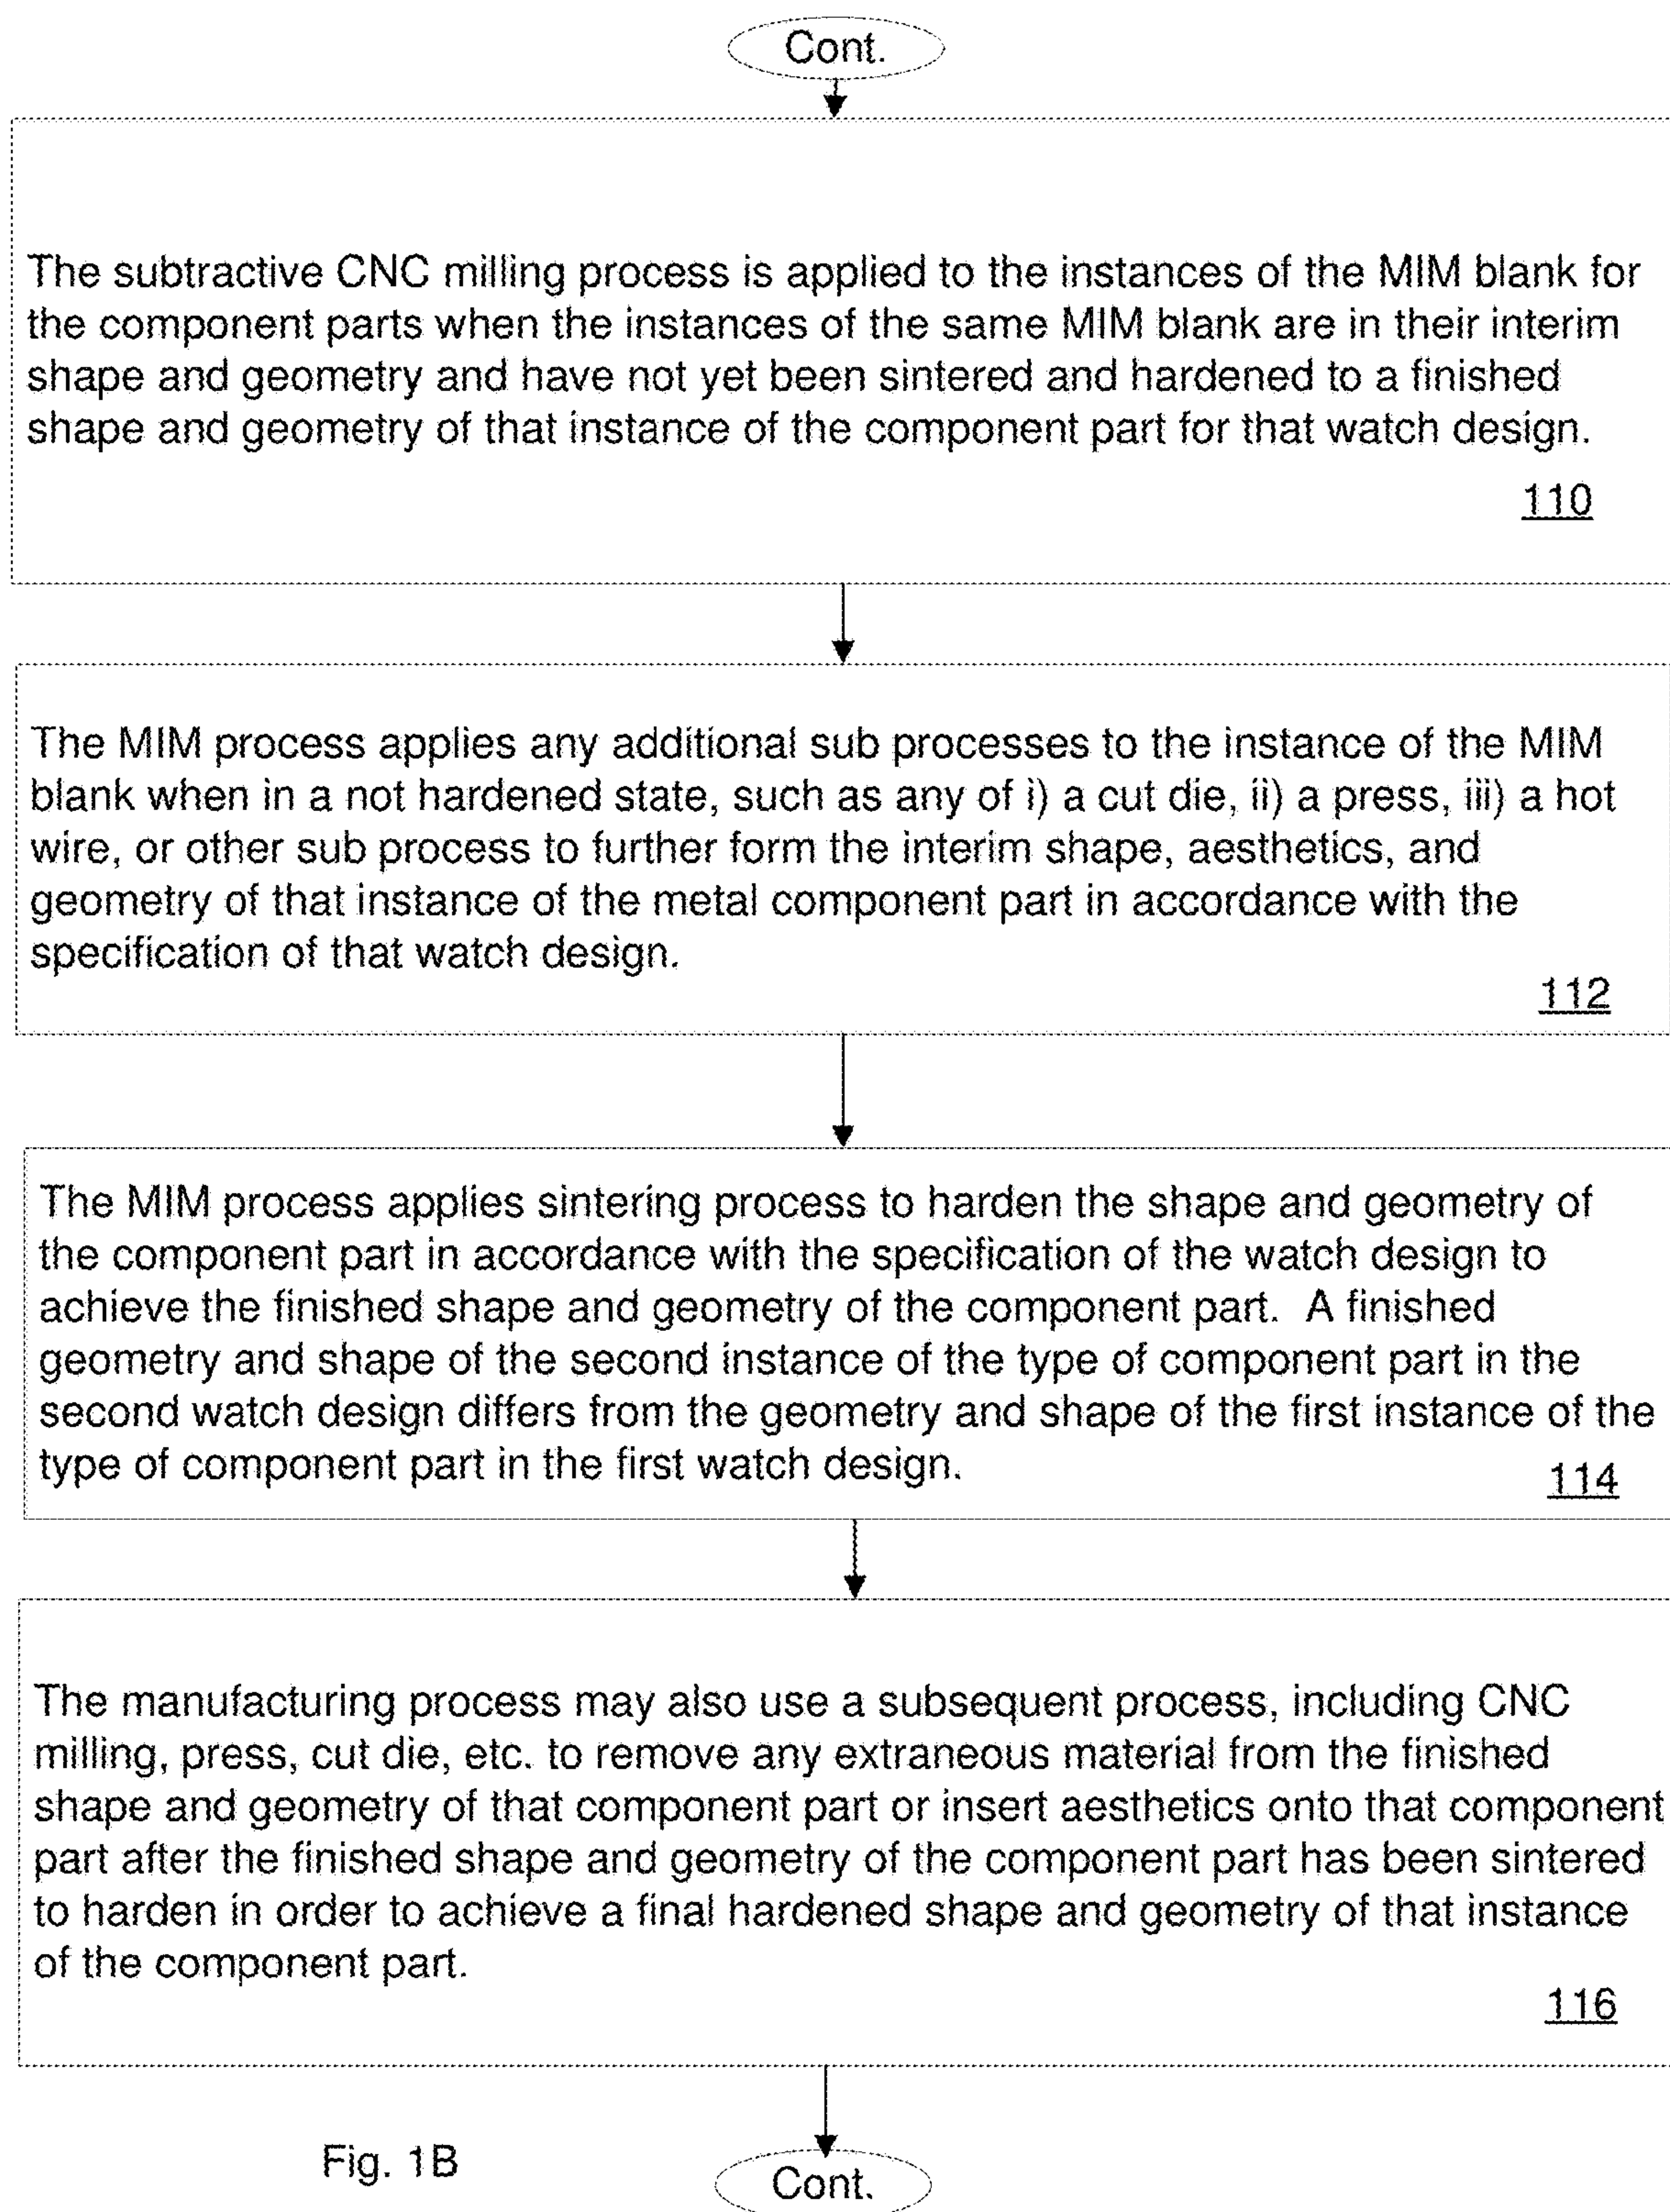 Cont.
The subtractive CNC milling process is applied to the instances of the MIM blank for
the component parts when the instances of the same MIM blank are in their interim
shape and geometry and have not yet been sintered and hardened to a finished
shape and geometry of that instance of the component part for that watch design.
110
The MIM process applies any additional sub processes to the instance of the MIM
blank when in a not hardened state, such as any of i) a cut die, ii) a press, iii) a hot
wire, or other sub process to further form the interim shape, aesthetics, and
geometry of that instance of the metal component part in accordance with the
specification of that watch design.
112
The MIM process applies sintering process to harden the shape and geometry of
the component part in accordance with the specification of the watch design to
achieve the finished shape and geometry of the component part.  A finished
geometry and shape of the second instance of the type of component part in the
second watch design differs from the geometry and shape of the first instance of the
type of component part in the first watch design.
114
The manufacturing process may also use a subsequent process, including CNC
milling, press, cut die, etc. to remove any extraneous material from the finished
shape and geometry of that component part or insert aesthetics onto that component
part after the finished shape and geometry of the component part has been sintered
to harden in order to achieve a final hardened shape and geometry of that instance
of the component part.
116
Fig. 1B
Cont.